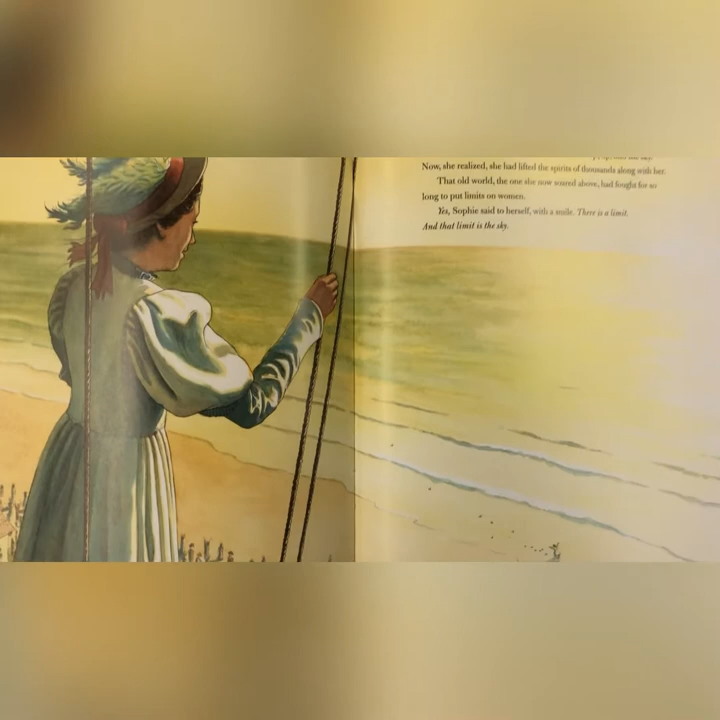 Now, she realized, she had lifted the spirits of thousands along with her.
That old world, the one she now soared above, had fought for so
long to put limits on women.
Yes, Sophie said to herself, with a smile. There is a limit.
And that limit is the sky.